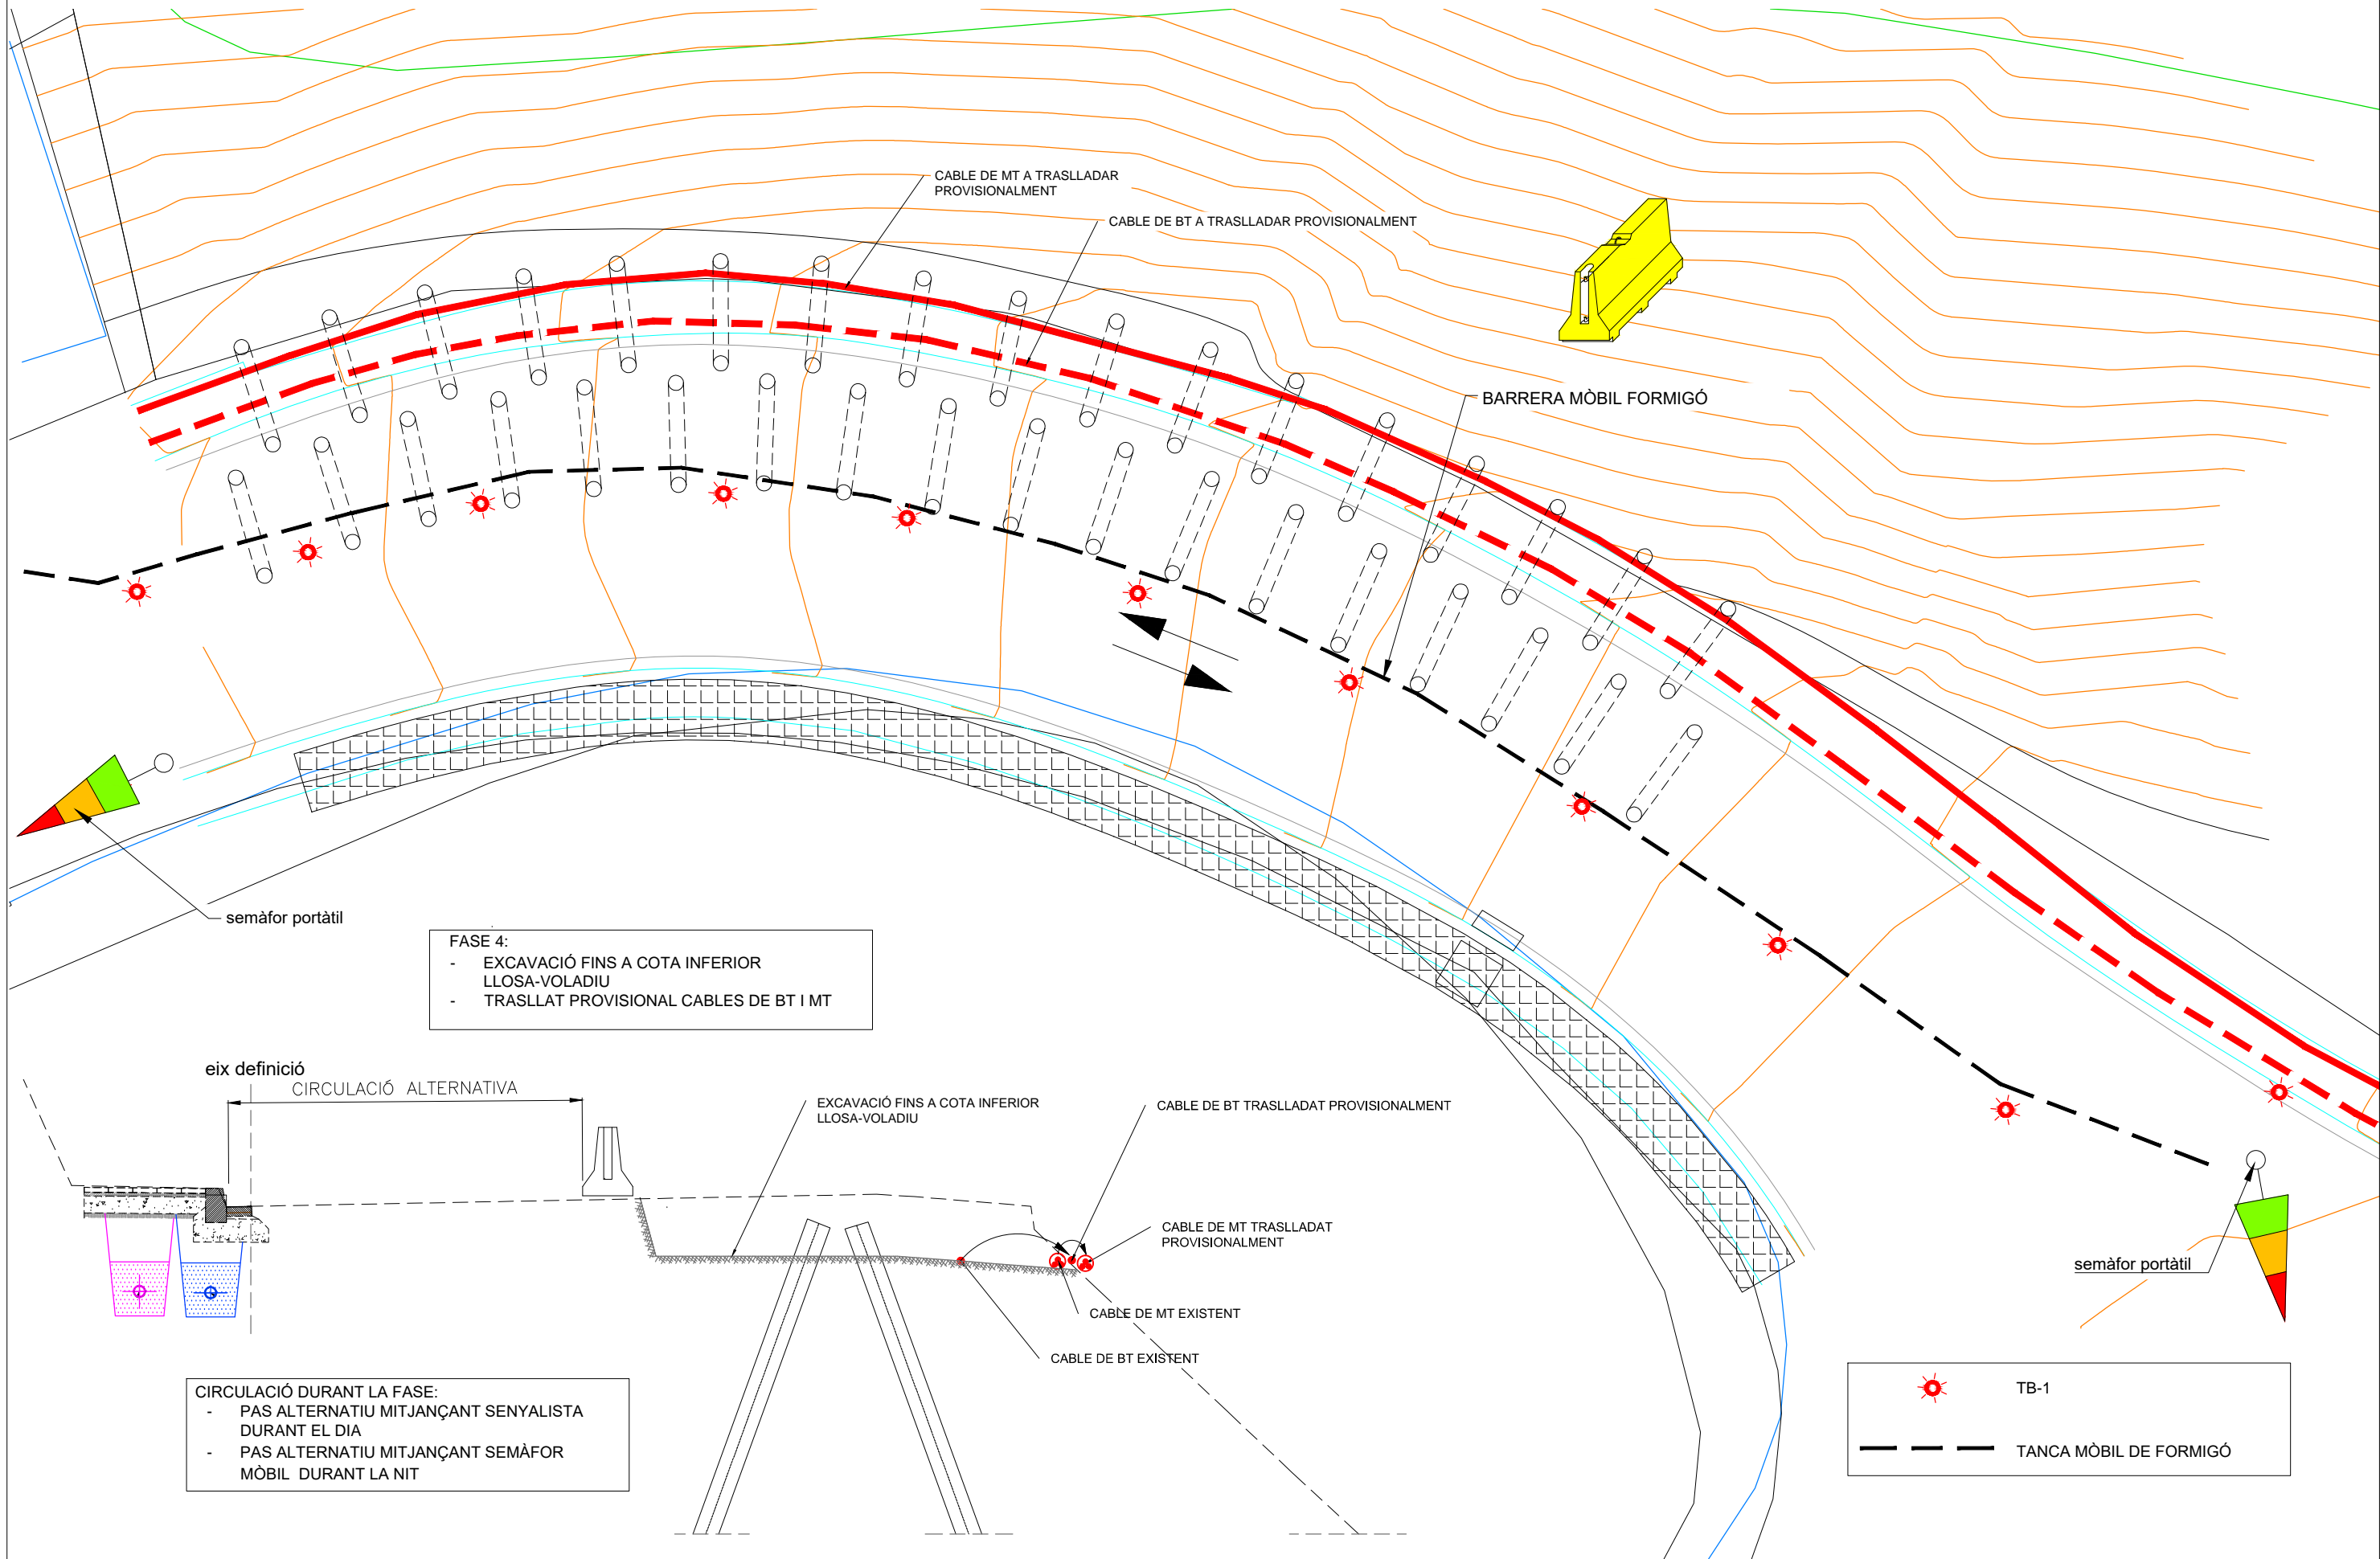 CABLE DE MT A TRASLLADAR
PROVISIONALMENT
CABLE DE BT A TRASLLADAR PROVISIONALMENT
BARRERA MÒBIL FORMIGÓ
semàfor portàtil
FASE 4:
- EXCAVACIÓ FINS A COTA INFERIOR
LLOSA-VOLADIU
- TRASLLAT PROVISIONAL CABLES DE BT I MT
eix definició
CIRCULACIÓ ALTERNATIVA
EXCAVACIÓ FINS A COTA INFERIOR
LLOSA-VOLADIU
CABLE DE BT TRASLLADAT PROVISIONALMENT
CABLE DE MT TRASLLADAT
PROVISIONALMENT
CABLE DE MT EXISTENT
CABLE DE BT EXISTENT
semàfor portàtil
CIRCULACIÓ DURANT LA FASE:
- PAS ALTERNATIU MITJANÇANT SENYALISTA
DURANT EL DIA
- PAS ALTERNATIU MITJANÇANT SEMÀFOR
MÒBIL DURANT LA NIT
TB-1
TANCA MÒBIL DE FORMIGÓ